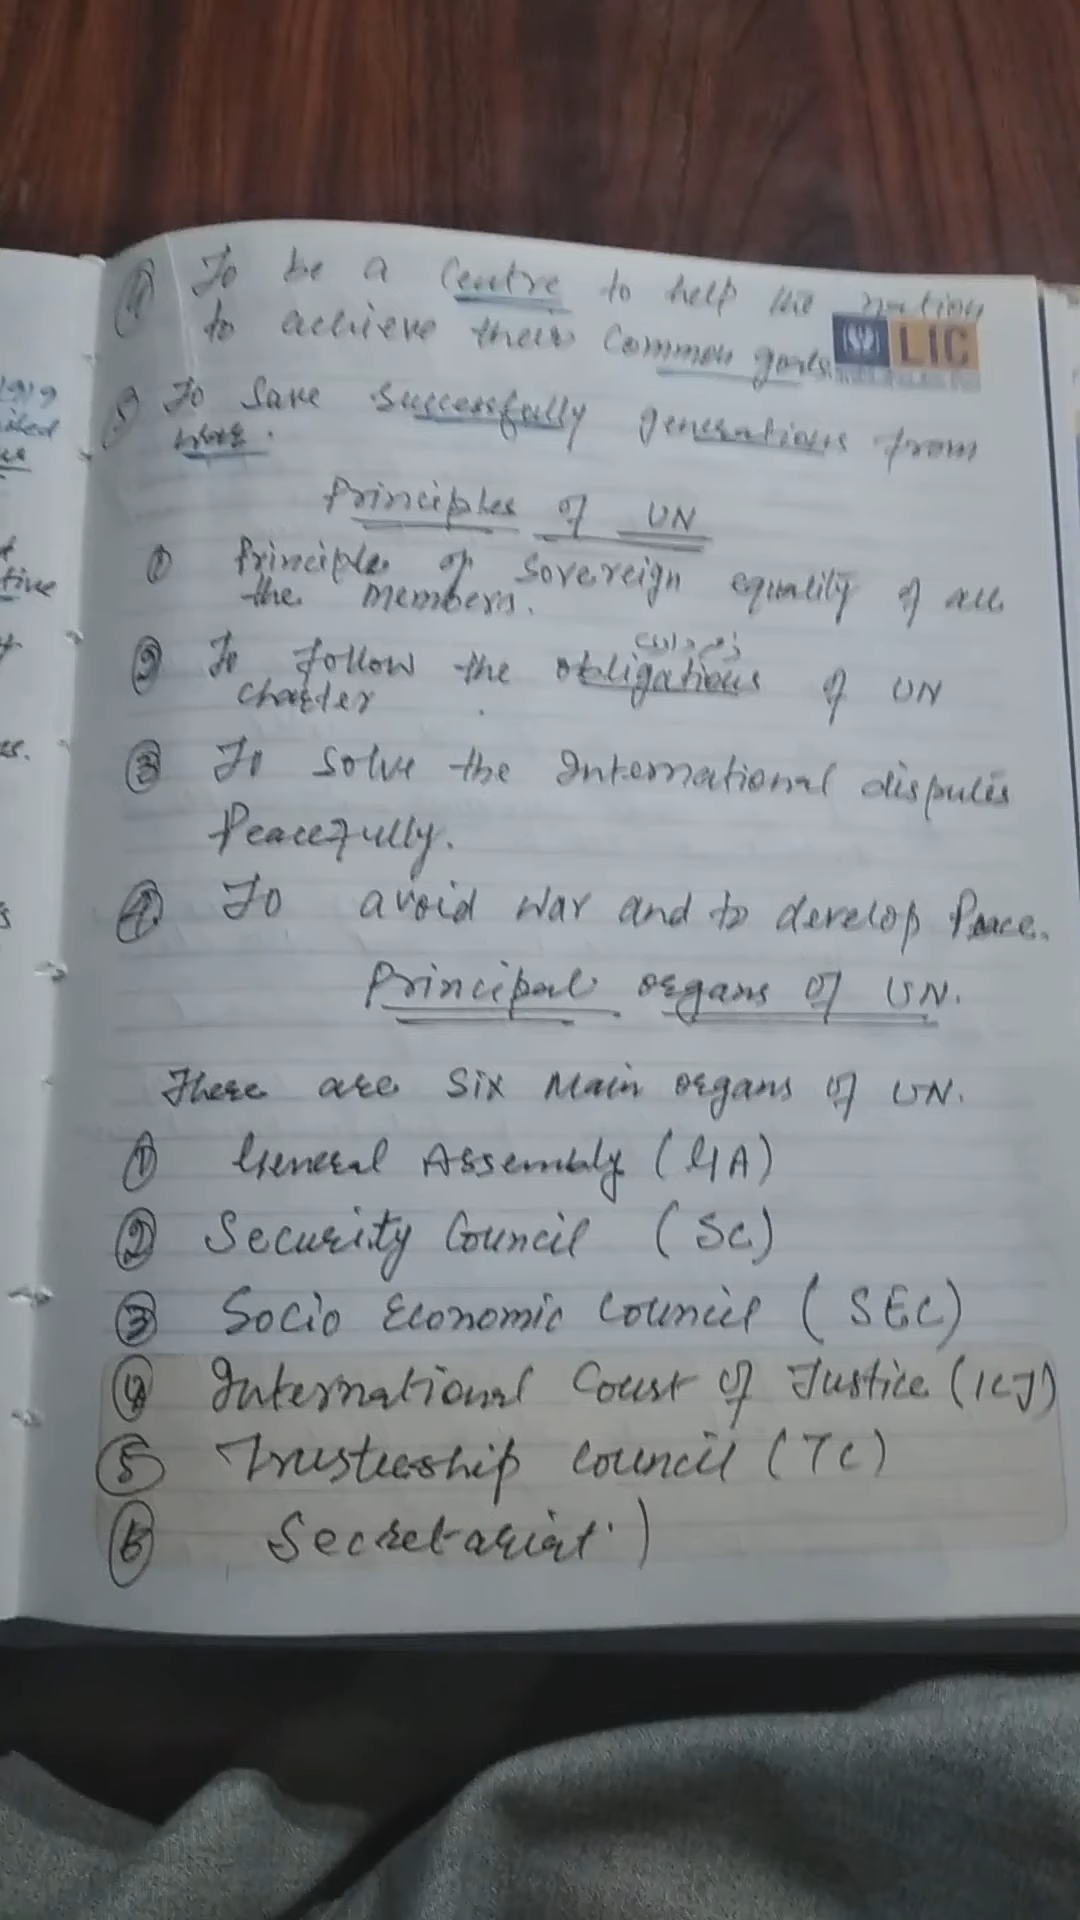 ④ To be a Centre to help the nation
to achieve their Common goals
LIC
5) To Save Successfully generations from
war.
Principles of UN
① Principle of Sovereign equality of all
the members.
② To follow the obligations of UN
Charter
③ To solve the International disputes
Peacefully.
④ To avoid war and to develop Peace.
Principal organs of UN.
There are Six Main organs of UN.
① General Assembly (GA)
② Security Council (SC)
③ Socio Economic Council (SEC)
④ International Court of Justice (ICJ)
⑤ Trusteeship Council (TC)
⑥ Secretariat.)